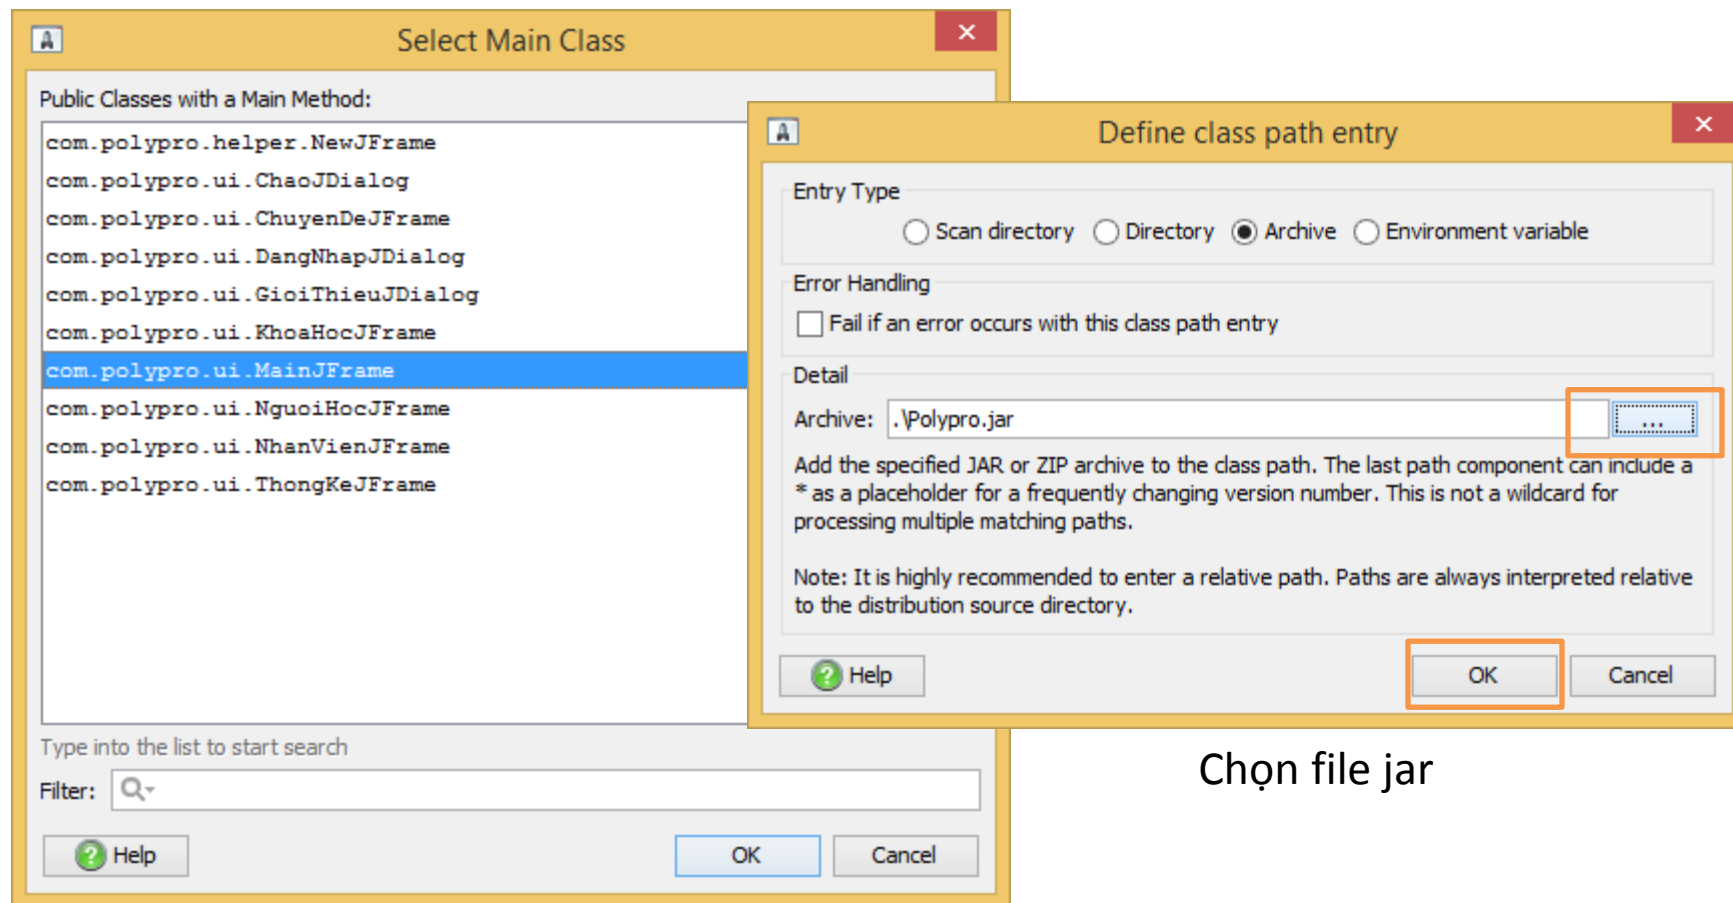 Select Main Class
Public Classes with a Main Method:
com.polypro.helper.NewJFrame
com.polypro.ui.ChaoJDialog
com.polypro.ui.ChuyenDeJFrame
com.polypro.ui.DangNhapJDialog
com.polypro.ui.GioiThieuJDialog
com.polypro.ui.KhoaHocJFrame
com.polypro.ui.MainJFrame
com.polypro.ui.NguoiHocJFrame
com.polypro.ui.NhanVienJFrame
com.polypro.ui.ThongKeJFrame
Type into the list to start search
Filter:
Help OK Cancel
Define class path entry
Entry Type
Scan directory Directory Archive Environment variable
Error Handling
Fail if an error occurs with this class path entry
Detail
Archive: .\Polypro.jar ...
Add the specified JAR or ZIP archive to the class path. The last path component can include a
* as a placeholder for a frequently changing version number. This is not a wildcard for
processing multiple matching paths.
Note: It is highly recommended to enter a relative path. Paths are always interpreted relative
to the distribution source directory.
Help OK Cancel
Chọn file jar